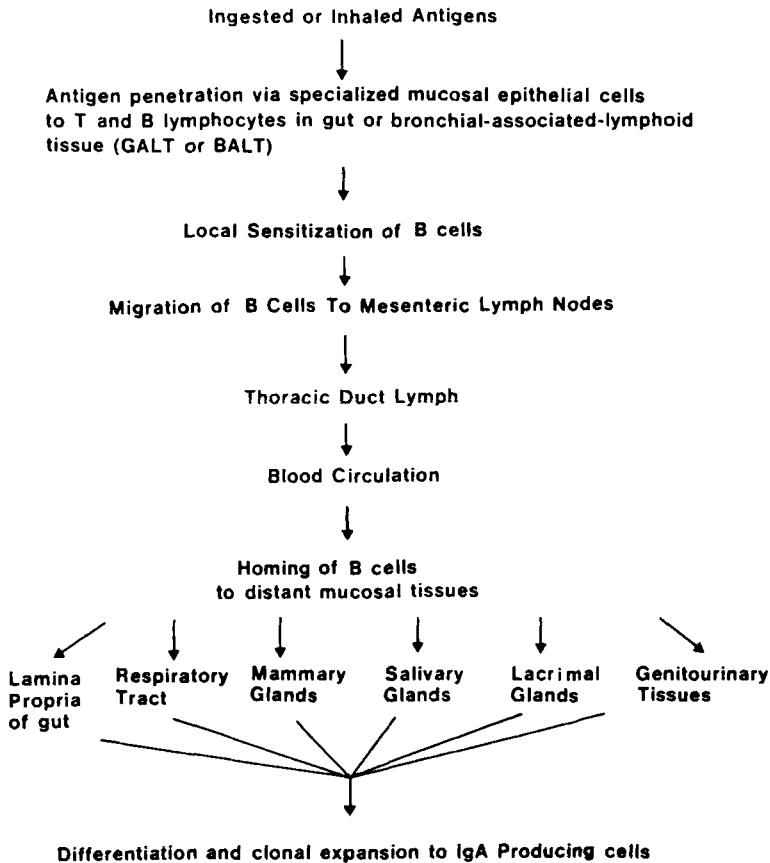 Ingested or Inhaled Antigens
Antigen penetration via specialized mucosal epithelial cells
to T and B lymphocytes in gut or bronchial-associated-lymphoid
tissue (GALT or BALT)
Local Sensitization of B cells
Migration of B Cells To Mesenteric Lymph Nodes
Thoracic Duct Lymph
Blood Circulation
Homing of B cells
to distant mucosal tissues
Lamina
Propria
of gut
Respiratory
Tract
Mammary
Glands
Salivary
Glands
Lacrimal
Glands
Genitourinary
Tissues
Differentiation and clonal expansion to IgA Producing cells